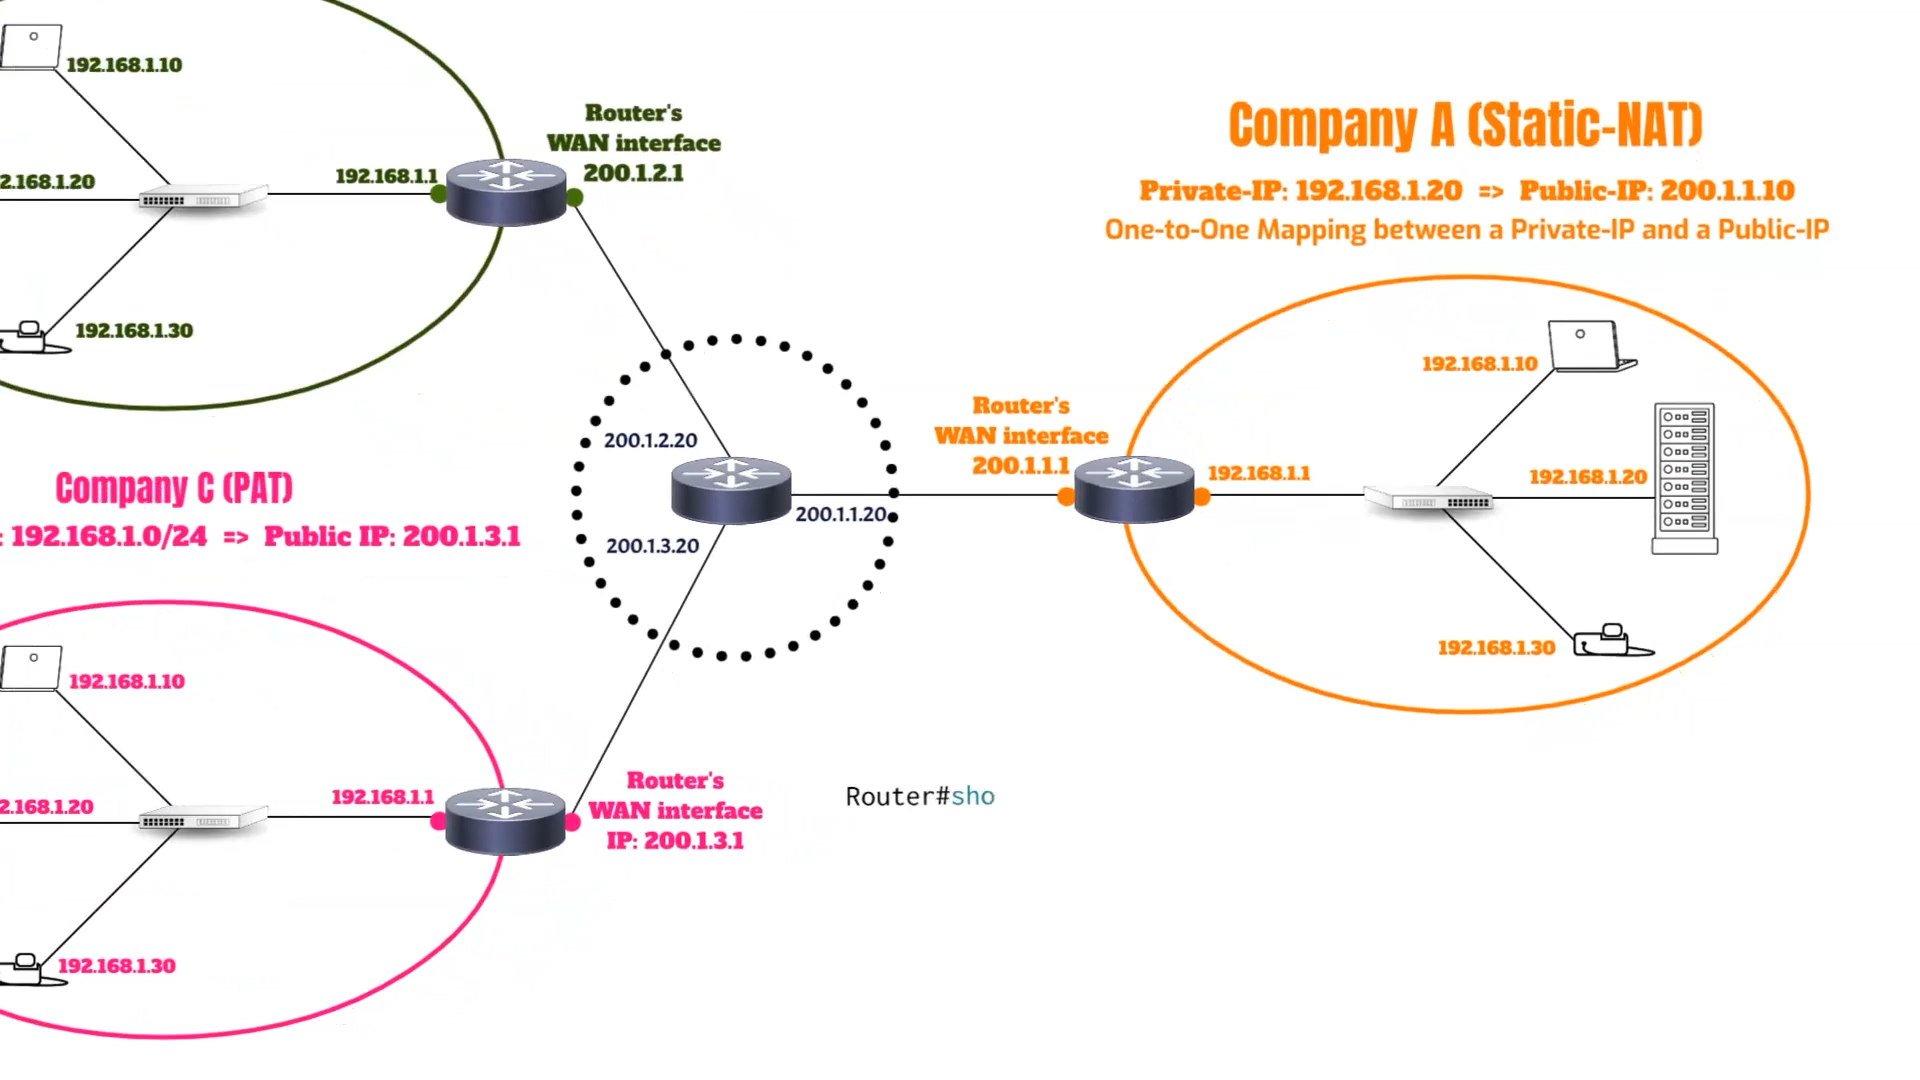 192.168.1.10
2.168.1.20
192.168.1.1
192.168.1.30
Router's
WAN interface
200.1.2.1
Company A (Static-NAT)
Private-IP: 192.168.1.20 => Public-IP: 200.1.1.10
One-to-One Mapping between a Private-IP and a Public-IP
200.1.2.20
200.1.3.20
200.1.1.20
Router's
WAN interface
200.1.1.1
192.168.1.1
192.168.1.10
192.168.1.20
192.168.1.30
Company C (PAT)
: 192.168.1.0/24 => Public IP: 200.1.3.1
192.168.1.10
2.168.1.20
192.168.1.1
192.168.1.30
Router's
WAN interface
IP: 200.1.3.1
Router#sho